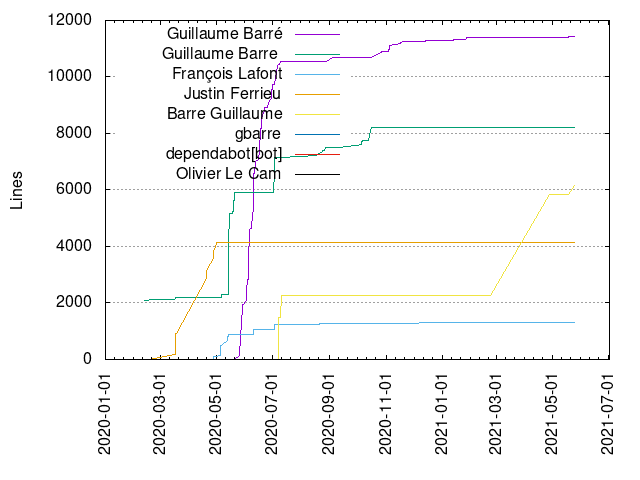 12000
10000
8000
6000
4000
2000
0
Lines
Guillaume Barré
Guillaume Barre
François Lafont
Justin Ferrieu
Barre Guillaume
gbarre
dependabot[bot]
Olivier Le Cam
2020-01-01
2020-03-01
2020-05-01
2020-07-01
2020-09-01
2020-11-01
2021-01-01
2021-03-01
2021-05-01
2021-07-01